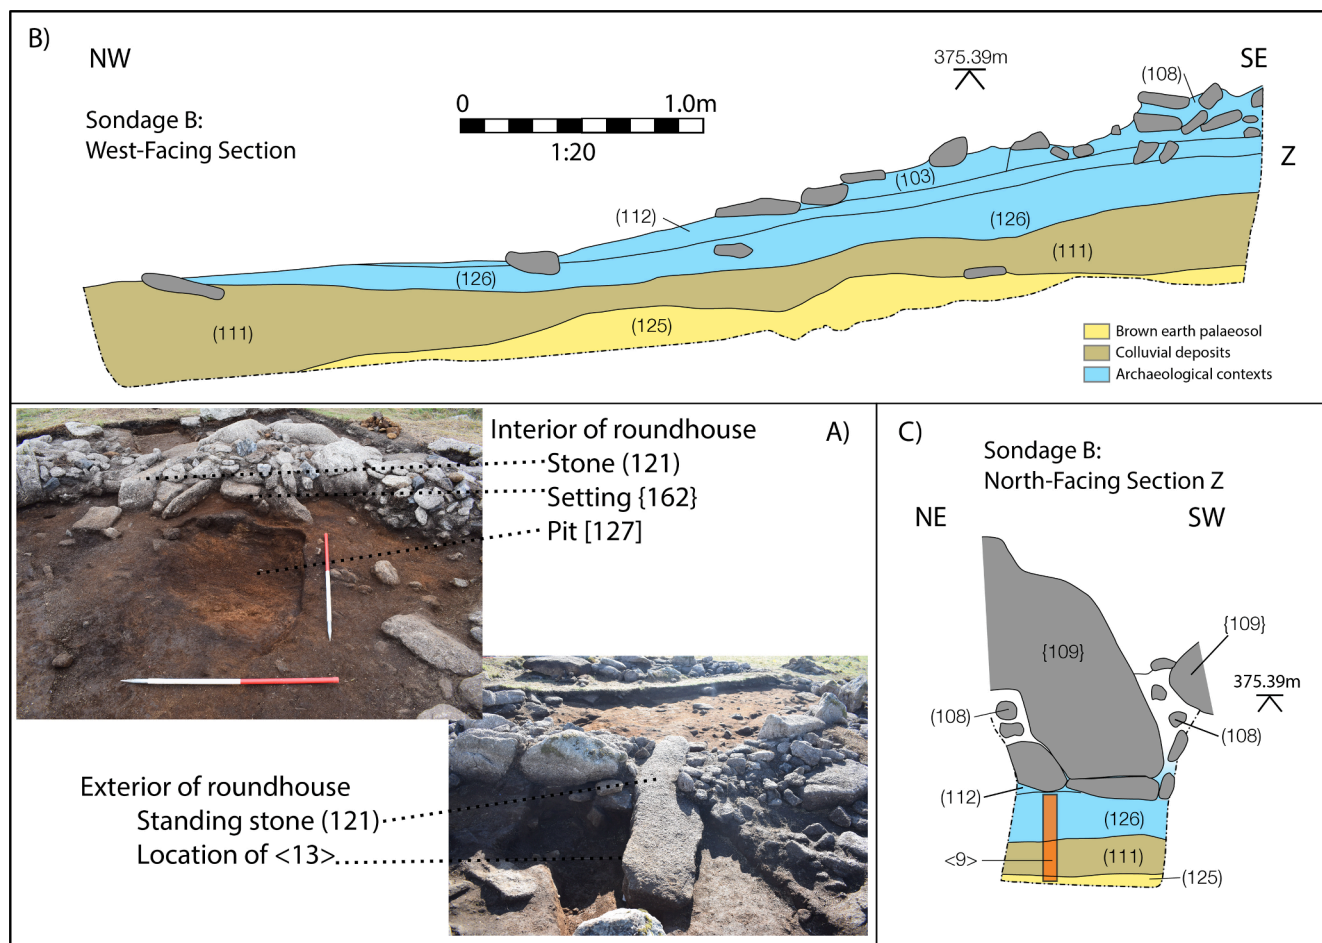 B)
NW
375.39m
SE
(108)
Sondage B:
West-Facing Section
0
1.0m
1:20
Z
(103)
(112)
(126)
(126)
(111)
(111)
(125)
Brown earth palaeosol
Colluvial deposits
Archaeological contexts
A)
Interior of roundhouse
Stone (121)
Setting {162}
Pit [127]
Exterior of roundhouse
Standing stone (121)
Location of <13>
C)
Sondage B:
North-Facing Section Z
NE
SW
{109}
{109}
375.39m
(108)
(108)
(112)
(126)
<9>
(111)
(125)